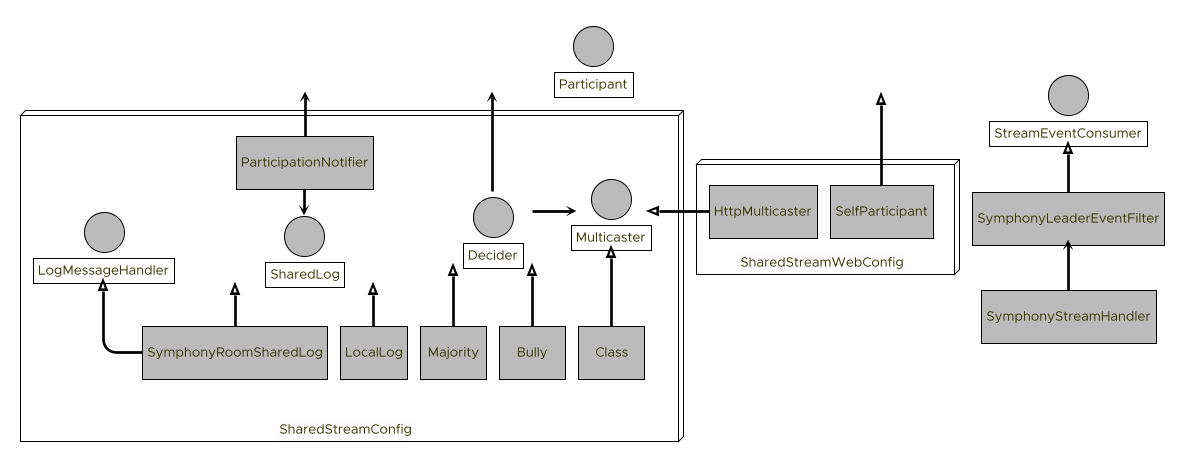 Participant
StreamEventConsumer
ParticipationNotifier
HttpMulticaster
SelfParticipant
SymphonyLeaderEventFilter
Multicaster
Decider
SharedStreamWebConfig
LogMessageHandler
SharedLog
SymphonyStreamHandler
SymphonyRoomSharedLog
LocalLog
Majority
Bully
Class
SharedStreamConfig